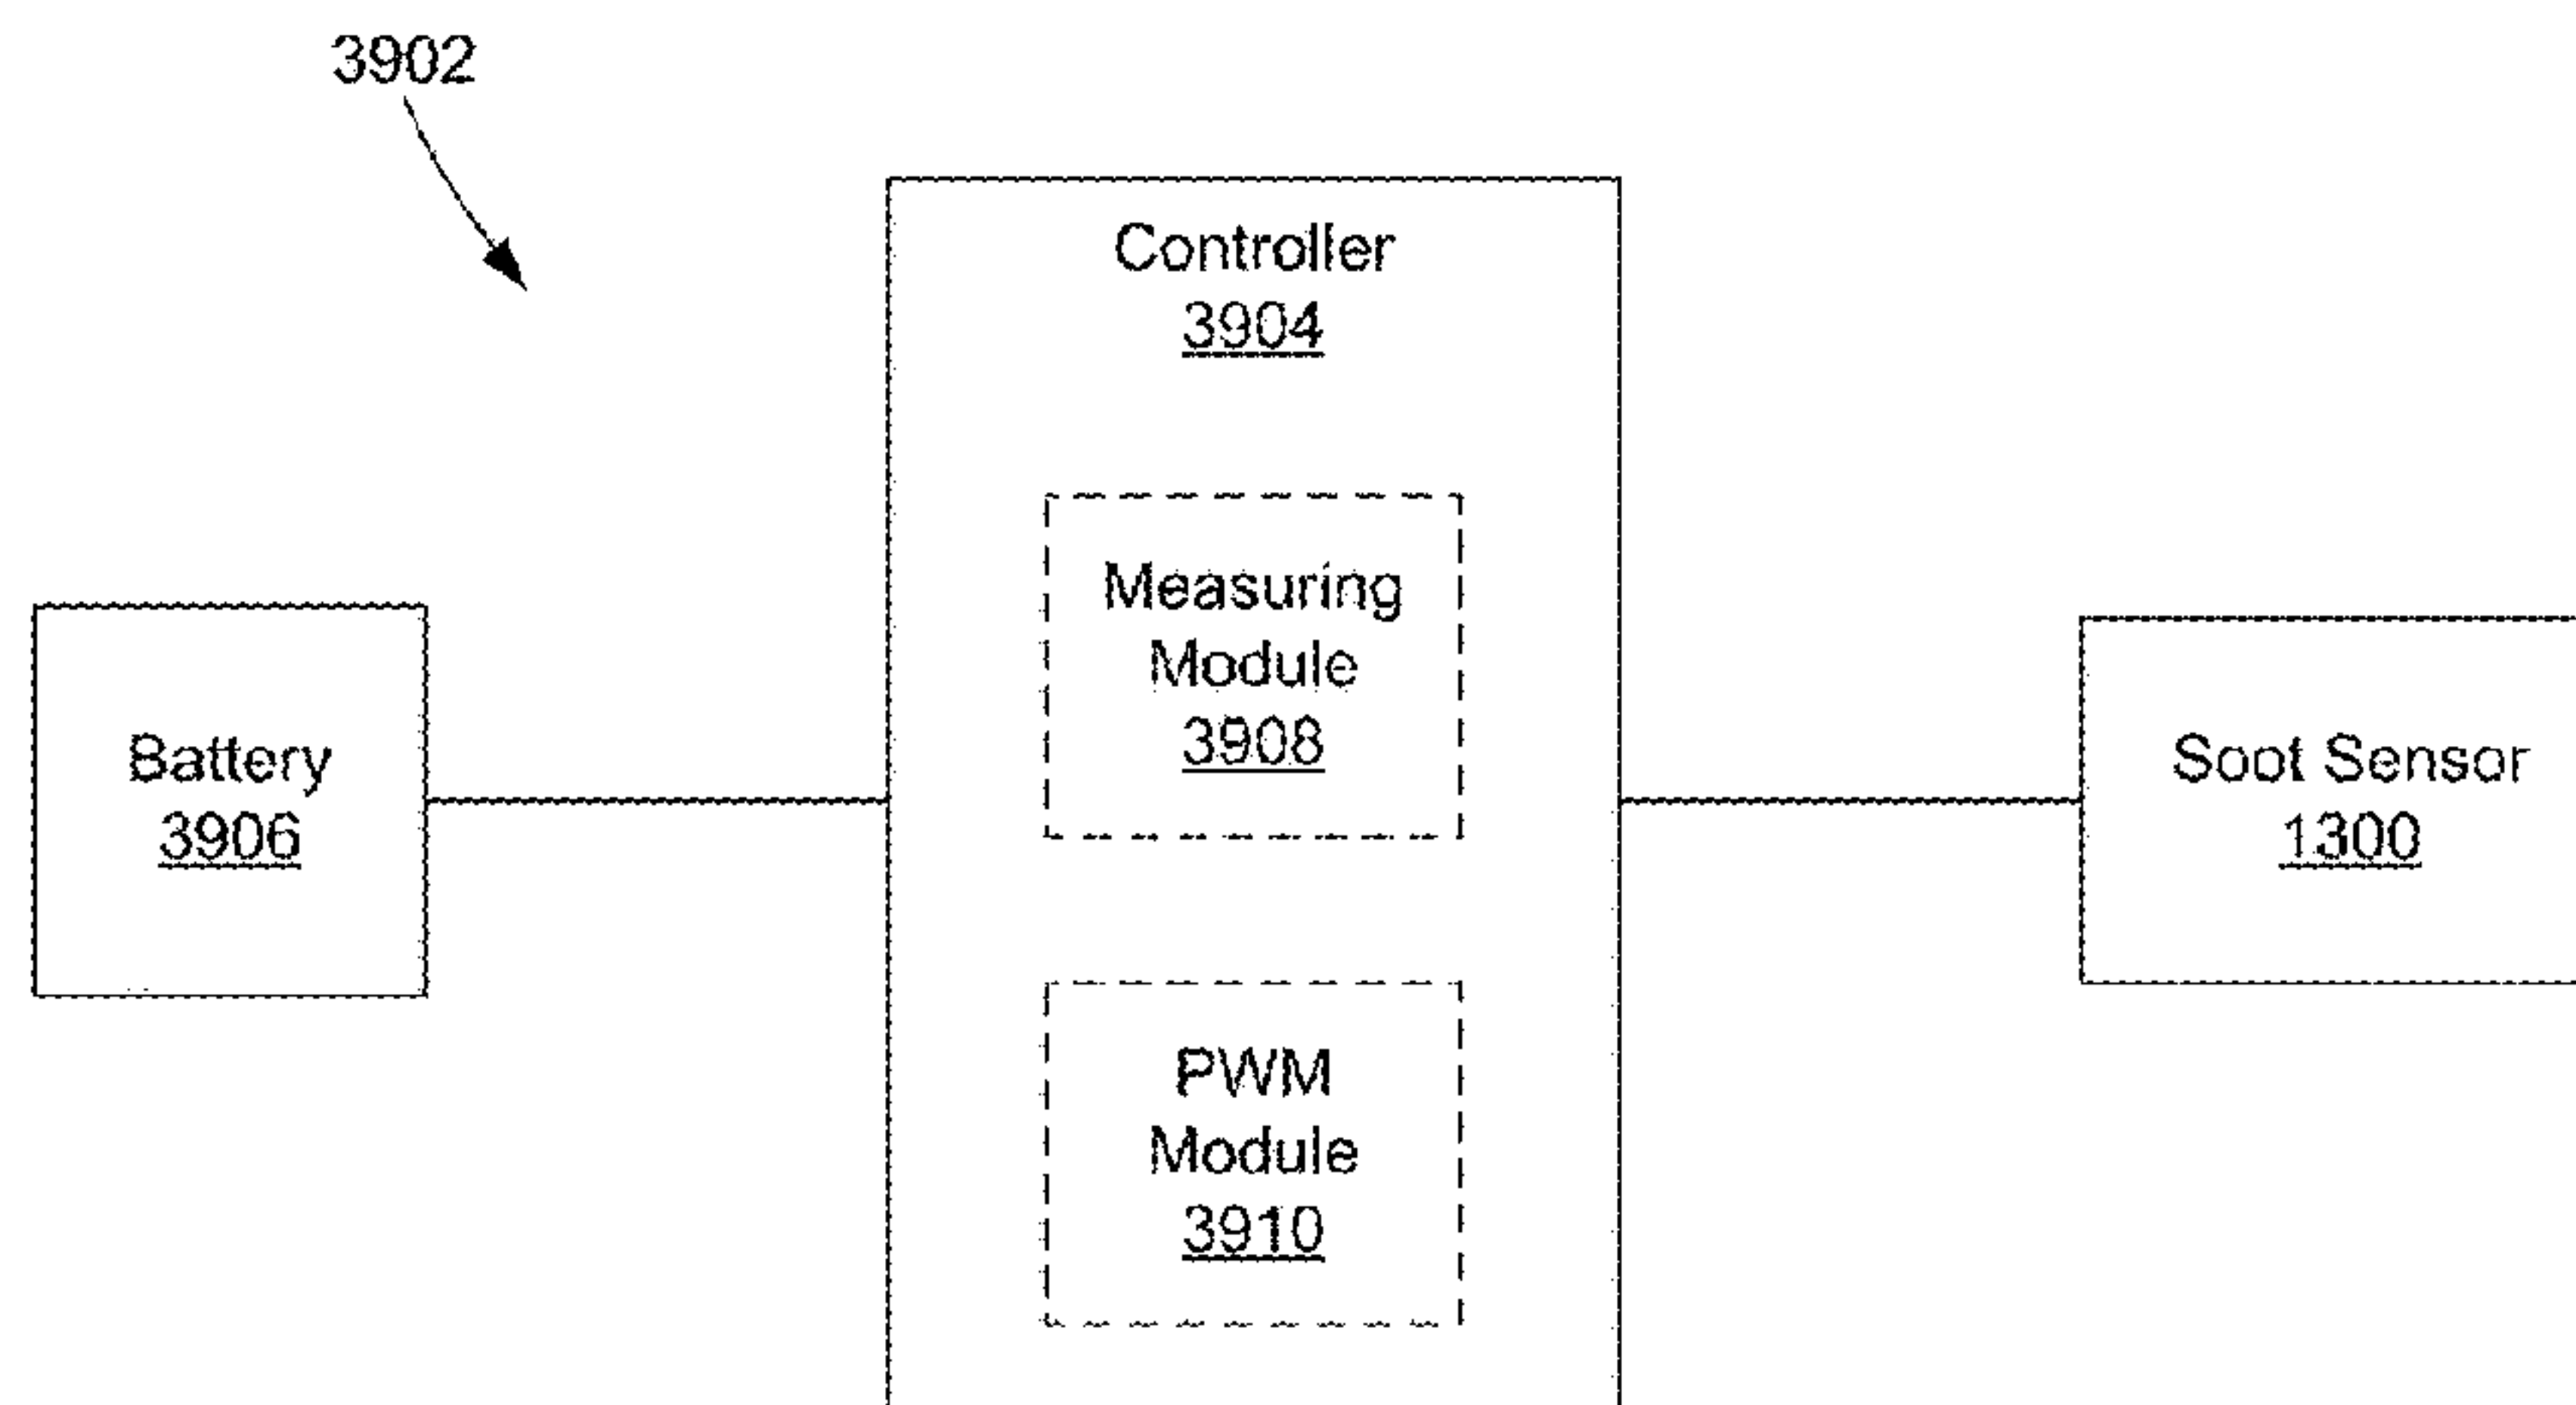 3902
Controller
3904
Measuring
Module
3908
Battery
3906
Soot Sensor
1300
PWM
Module
3910